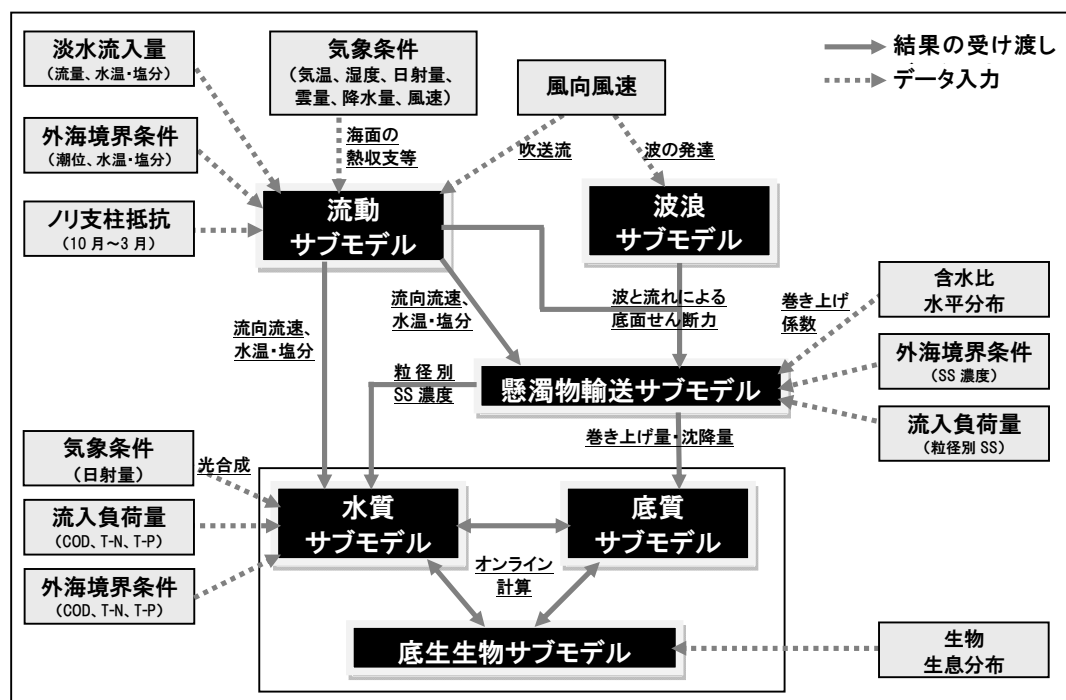 淡水流入量
（流量、水温・塩分）
気象条件
（気温、湿度、日射量、
雲量、降水量、風速）
風向風速
結果の受け渡し
データ入力
外海境界条件
（潮位、水温・塩分）
海面の
熱収支等
吹送流
波の発達
ノリ支柱抵抗
（10月～3月）
流動
サブモデル
波浪
サブモデル
流向流速、
水温・塩分
流向流速、
水温・塩分
波と流れによる
底面せん断力
巻き上げ
係数
含水比
水平分布
粒径別
SS濃度
懸濁物輸送サブモデル
外海境界条件
（SS濃度）
巻き上げ量・沈降量
流入負荷量
（粒径別SS）
気象条件
（日射量）
光合成
流入負荷量
（COD、T-N、T-P）
外海境界条件
（COD、T-N、T-P）
水質
サブモデル
底質
サブモデル
オンライン
計算
底生生物サブモデル
生物
生息分布